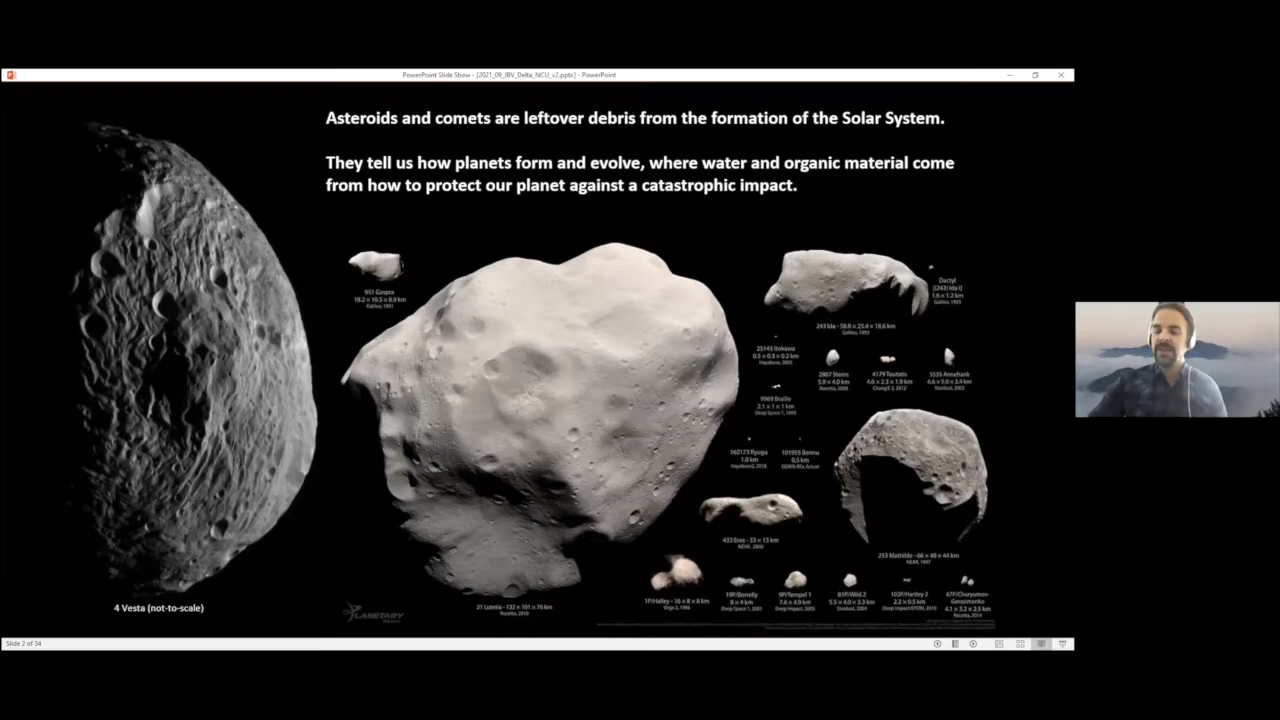 PowerPoint Slide Show - [2021_09_JBV_Delta_NCU_v2.pptx] - PowerPoint
Asteroids and comets are leftover debris from the formation of the Solar System.
They tell us how planets form and evolve, where water and organic material come
from how to protect our planet against a catastrophic impact.
951 Gaspra
18.2 × 10.5 × 8.9 km
Galileo, 1991
Dactyl
[(243) Ida I]
1.6 × 1.2 km
Galileo, 1993
243 Ida - 58.8 × 25.4 × 18.6 km
Galileo, 1993
25143 Itokawa
0.5 × 0.3 × 0.2 km
Hayabusa, 2005
2867 Steins
5.9 × 4.0 km
Rosetta, 2008
4179 Toutatis
4.6 × 2.3 × 1.9 km
Chang'E 2, 2012
5535 Annefrank
6.6 × 5.0 × 3.4 km
Stardust, 2002
9969 Braille
2.1 × 1 × 1 km
Deep Space 1, 1999
162173 Ryugu
1.0 km
Hayabusa2, 2018
101955 Bennu
0.5 km
OSIRIS-REx, future
433 Eros - 33 × 13 km
NEAR, 2000
253 Mathilde - 66 × 48 × 44 km
NEAR, 1997
4 Vesta (not-to-scale)
PLANETARY
21 Lutetia - 132 × 101 × 76 km
Rosetta, 2010
1P/Halley - 16 × 8 × 8 km
Vega 2, 1986
19P/Borrelly
8 × 4 km
Deep Space 1, 2001
9P/Tempel 1
7.6 × 4.9 km
Deep Impact, 2005
81P/Wild 2
5.5 × 4.0 × 3.3 km
Stardust, 2004
103P/Hartley 2
2.2 × 0.5 km
Deep Impact/EPOXI, 2010
67P/Churyumov-
Gerasimenko
4.1 × 3.2 × 2.5 km
Rosetta, 2014
Slide 2 of 34